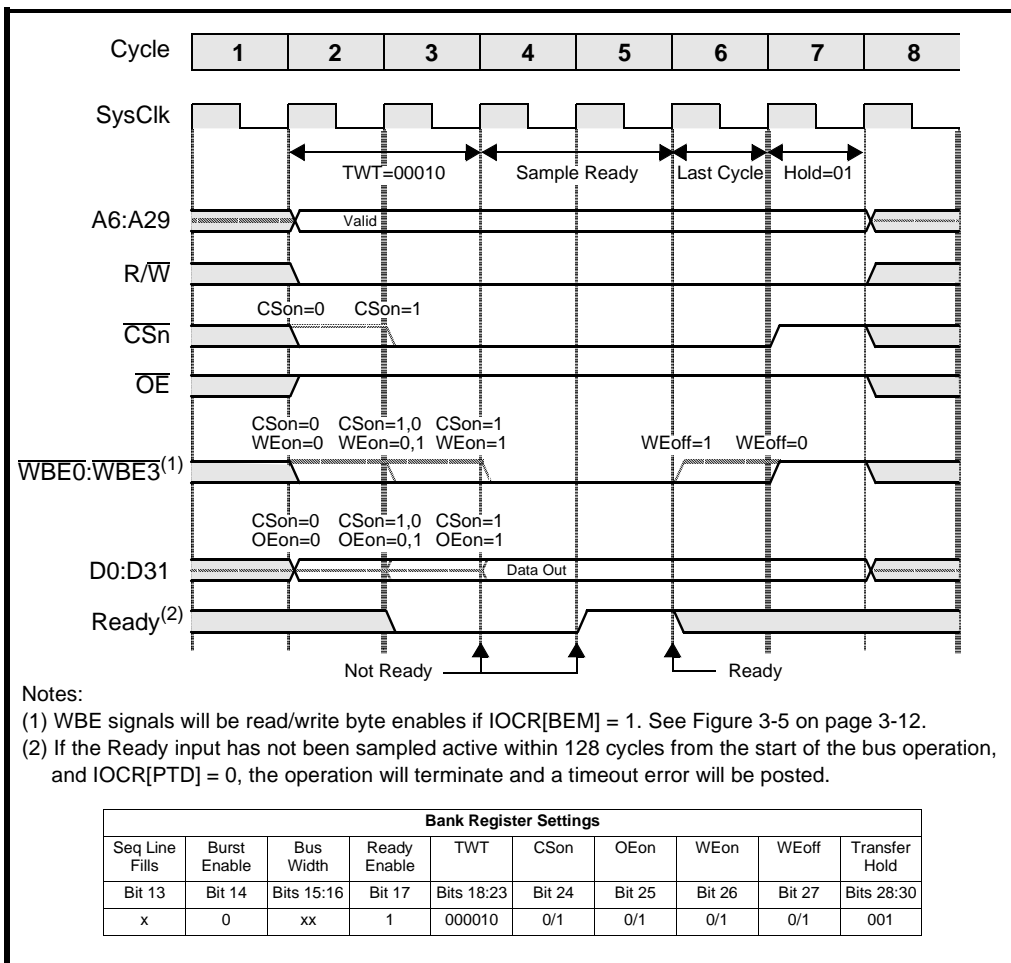 Cycle 1 2 3 4 5 6 7 8
SysClk
TWT=00010 Sample Ready Last Cycle Hold=01
A6:A29 Valid
R/W
CSon=0 CSon=1
CSn
OE
CSon=0 CSon=1,0 CSon=1
WEon=0 WEon=0,1 WEon=1 WEoff=1 WEoff=0
WBE0:WBE3(1)
CSon=0 CSon=1,0 CSon=1
OEon=0 OEon=0,1 OEon=1
D0:D31 Data Out
Ready(2)
Not Ready Ready
Notes:
(1) WBE signals will be read/write byte enables if IOCR[BEM] = 1. See Figure 3-5 on page 3-12.
(2) If the Ready input has not been sampled active within 128 cycles from the start of the bus operation,
and IOCR[PTD] = 0, the operation will terminate and a timeout error will be posted.
Bank Register Settings
Seq Line Burst Bus Ready TWT CSon OEon WEon WEoff Transfer
Fills Enable Width Enable Hold
Bit 13 Bit 14 Bits 15:16 Bit 17 Bits 18:23 Bit 24 Bit 25 Bit 26 Bit 27 Bits 28:30
x 0 xx 1 000010 0/1 0/1 0/1 0/1 001